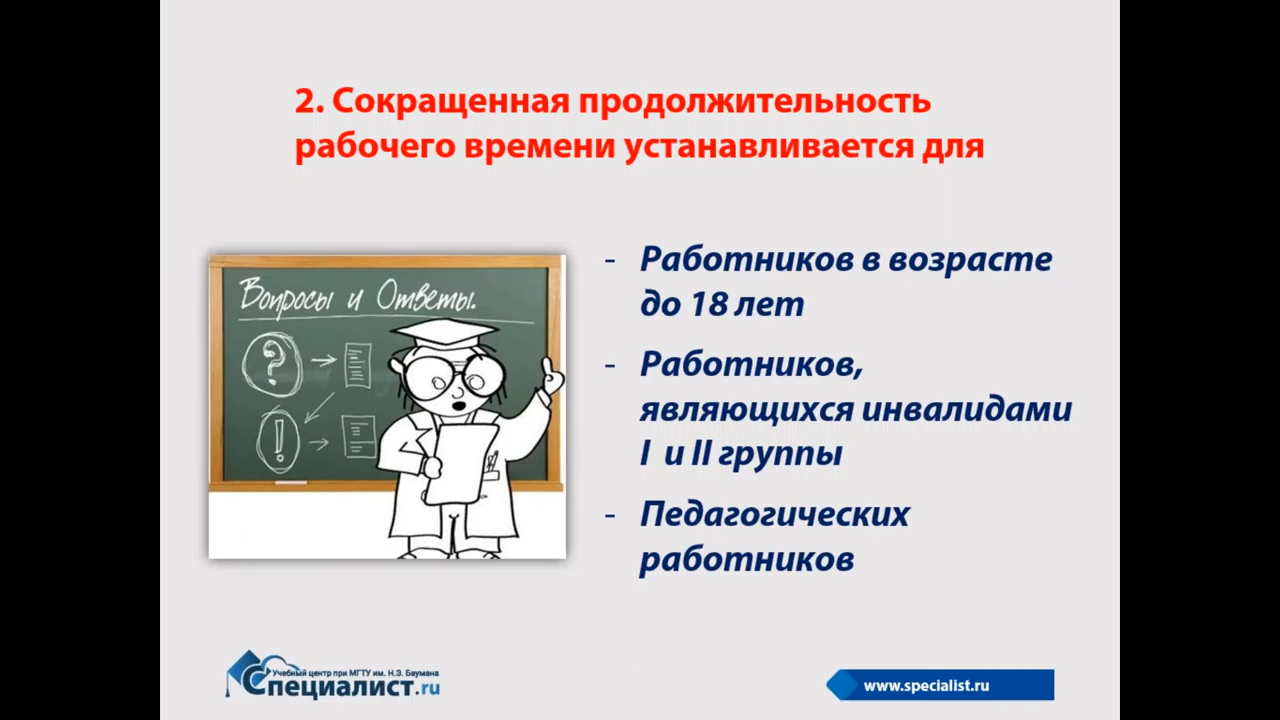 2. Сокращенная продолжительность
рабочего времени устанавливается для
Вопросы и Ответы.
?
!
- Работников в возрасте
до 18 лет
- Работников,
являющихся инвалидами
I и II группы
- Педагогических
работников
Учебный центр при МГТУ им. Н.Э. Баумана
Специалист.ru
www.specialist.ru